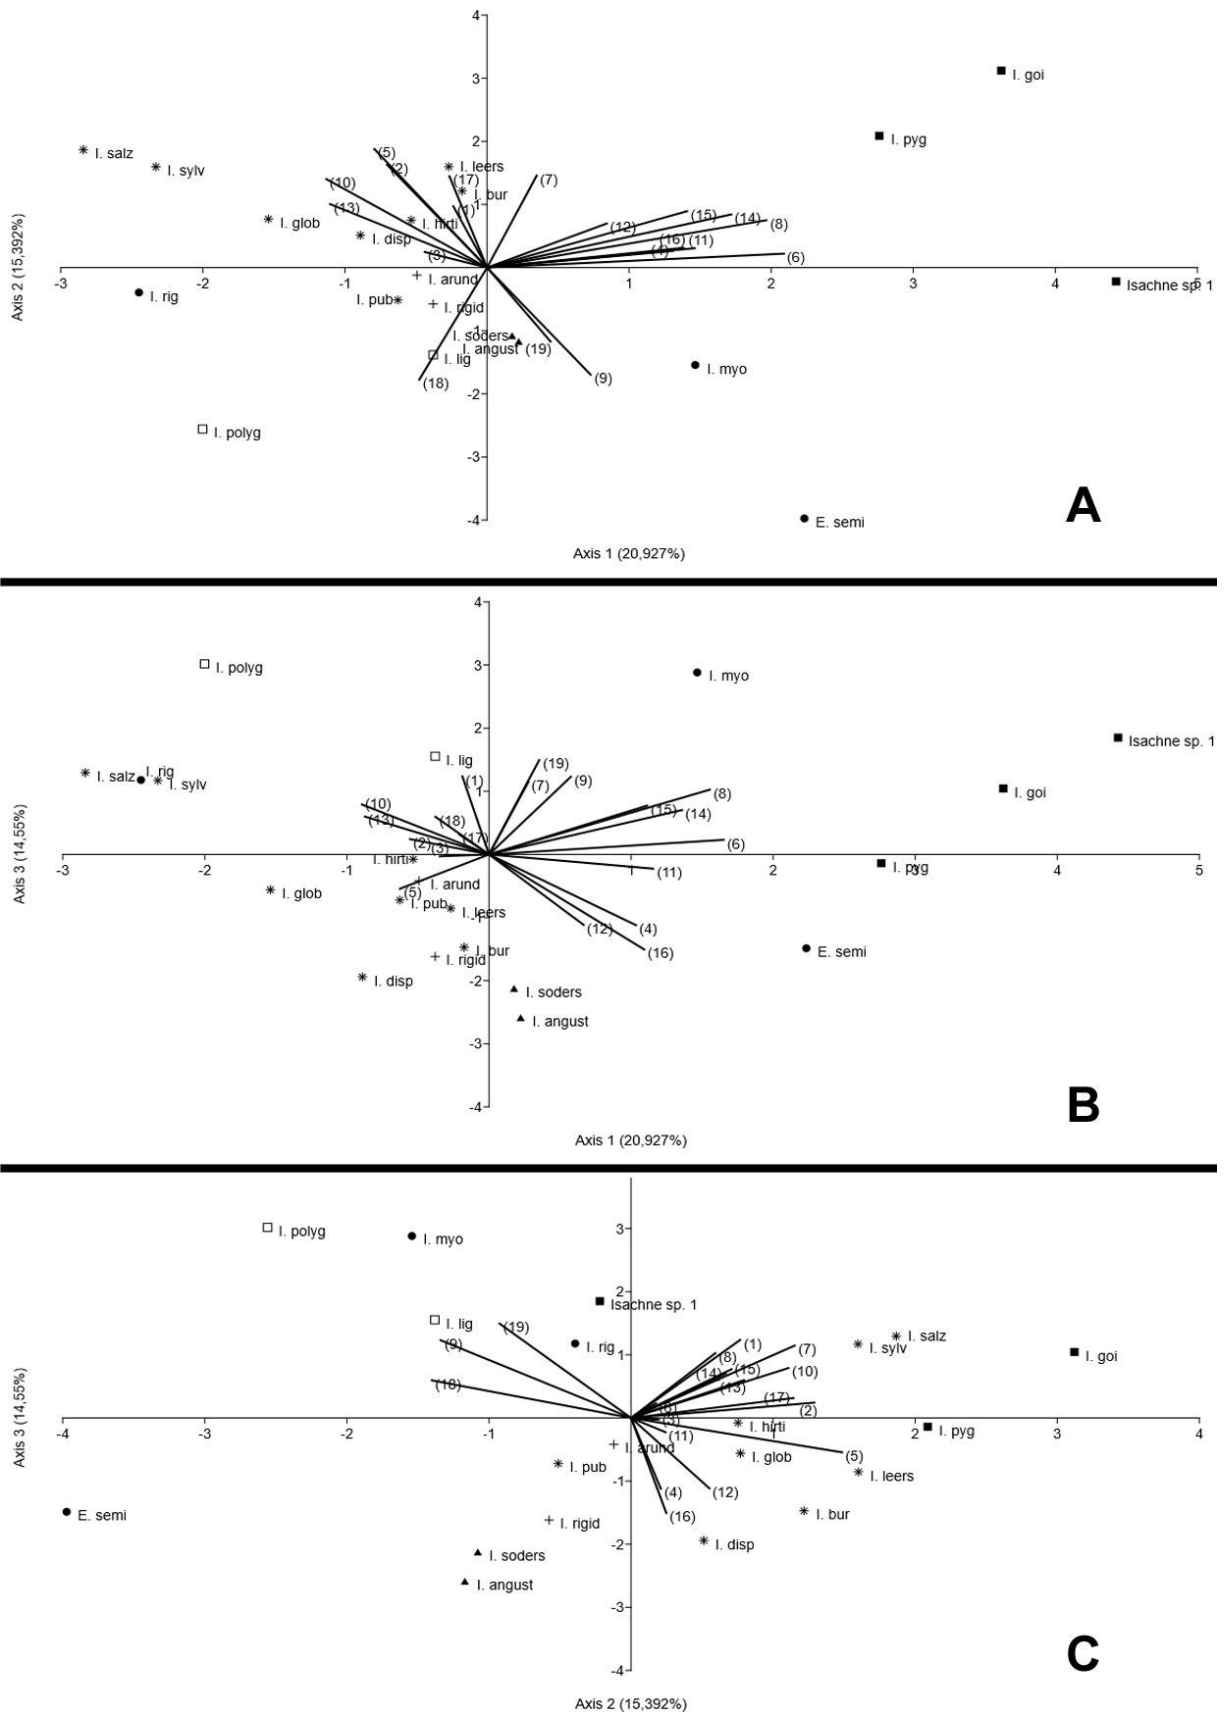 4
I. goi
3
I. pyg
2
I. salz
(5)
I. leers
I. sylv
(2)
(10)
(17)
(7)
I. bur
(13)
(1)
1
(15)
(14)
I. glob
I. hirti
(12)
(8)
I. disp
(16)
(11)
(3)
(4)
(6)
-3
-2
-1
1
2
3
4
5
I. arund
Isachne sp. 1
I. rig
I. pub
I. rigid
-1
I. soders
I. angust
(19)
I. lig
(18)
(9)
I. myo
-2
I. polyg
-3
-4
E. semi
A
Axis 2 (15,392%)
Axis 1 (20,927%)
4
3
I. polyg
I. myo
2
Isachne sp. 1
I. lig
I. salz
I. rig
I. sylv
(19)
(1)
(7)
(9)
1
(8)
I. goi
(10)
(15)
(14)
(13)
(18)
(17)
(2)
(3)
(6)
-3
-2
-1
1
2
3
4
5
I. hirti
(11)
I. pyg
I. glob
I. arund
(5)
I. pub
I. leers
-1
(12)
(4)
I. bur
(16)
E. semi
I. rigid
I. disp
-2
I. soders
I. angust
-3
-4
B
Axis 3 (14,55%)
Axis 1 (20,927%)
3
I. polyg
I. myo
2
Isachne sp. 1
I. lig
(19)
I. salz
(9)
I. rig
(1)
(7)
I. sylv
1
(8)
I. goi
(14)
(15)
(10)
(18)
(13)
(17)
(6)
(2)
(3)
-4
-3
-2
-1
1
2
3
4
I. hirti
I. pyg
(11)
I. arund
I. glob
(5)
I. pub
I. leers
-1
(4)
(12)
E. semi
(16)
I. bur
I. rigid
I. disp
-2
I. soders
I. angust
-3
-4
C
Axis 3 (14,55%)
Axis 2 (15,392%)